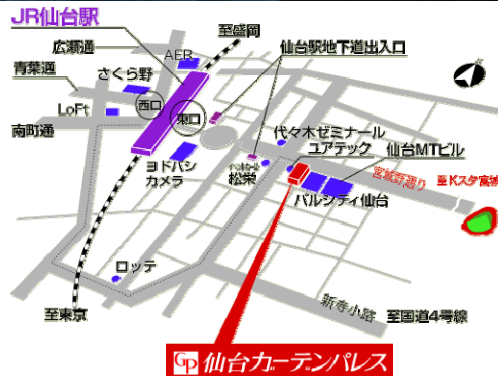 JR仙台駅
至盛岡
広瀬通
AER
仙台駅地下道出入口
青葉通
さくら野
西口
東口
LoFt
南町通
代々木ゼミナール
ユアテック
仙台MTビル
ヨドバシ
カメラ
松栄
宮城野通り
至Kスタ宮城
パルシティ仙台
ロッテ
新寺小路
至東京
至国道4号線
GP 仙台ガーデンパレス